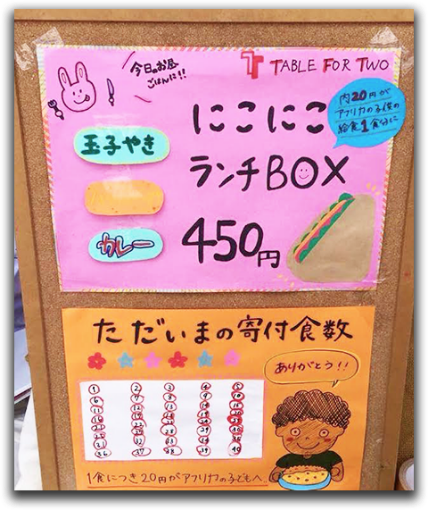 今日のお昼
ごはんに!!
TABLE FOR TWO
にこにこ
ランチBOX
450円
内20円が
アフリカの子供の
給食1食分に
玉子やき
カレー
ただいまの寄付食数
ありがとう!!
1食につき20円がアフリカの子どもへ